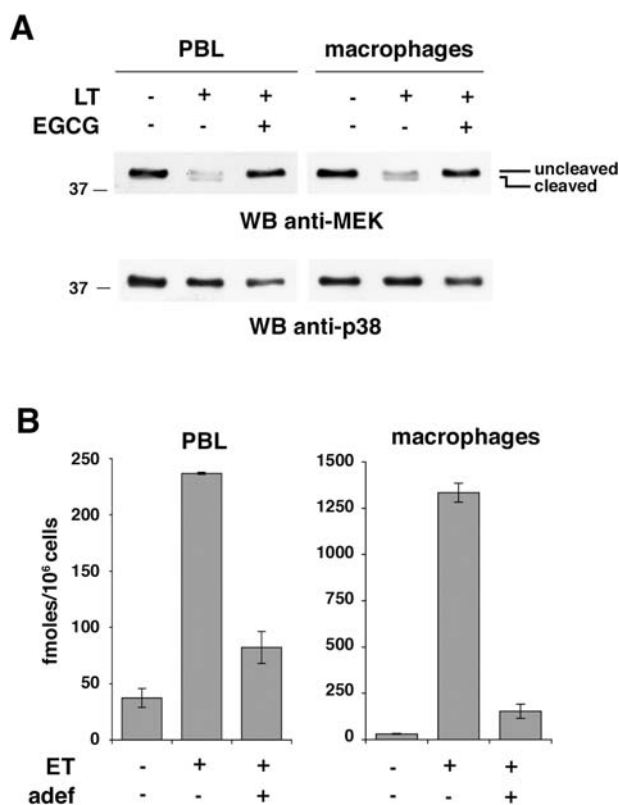 A
PBL macrophages
LT - + + - + +
EGCG - - + - - +
uncleaved
37 cleaved
WB anti-MEK
37
WB anti-p38
B
PBL macrophages
fmoles/10⁶ cells
250 1500
200 1250
150 1000
100 750
50 500
0 250
0
ET - + + - + +
adef - - + - - +